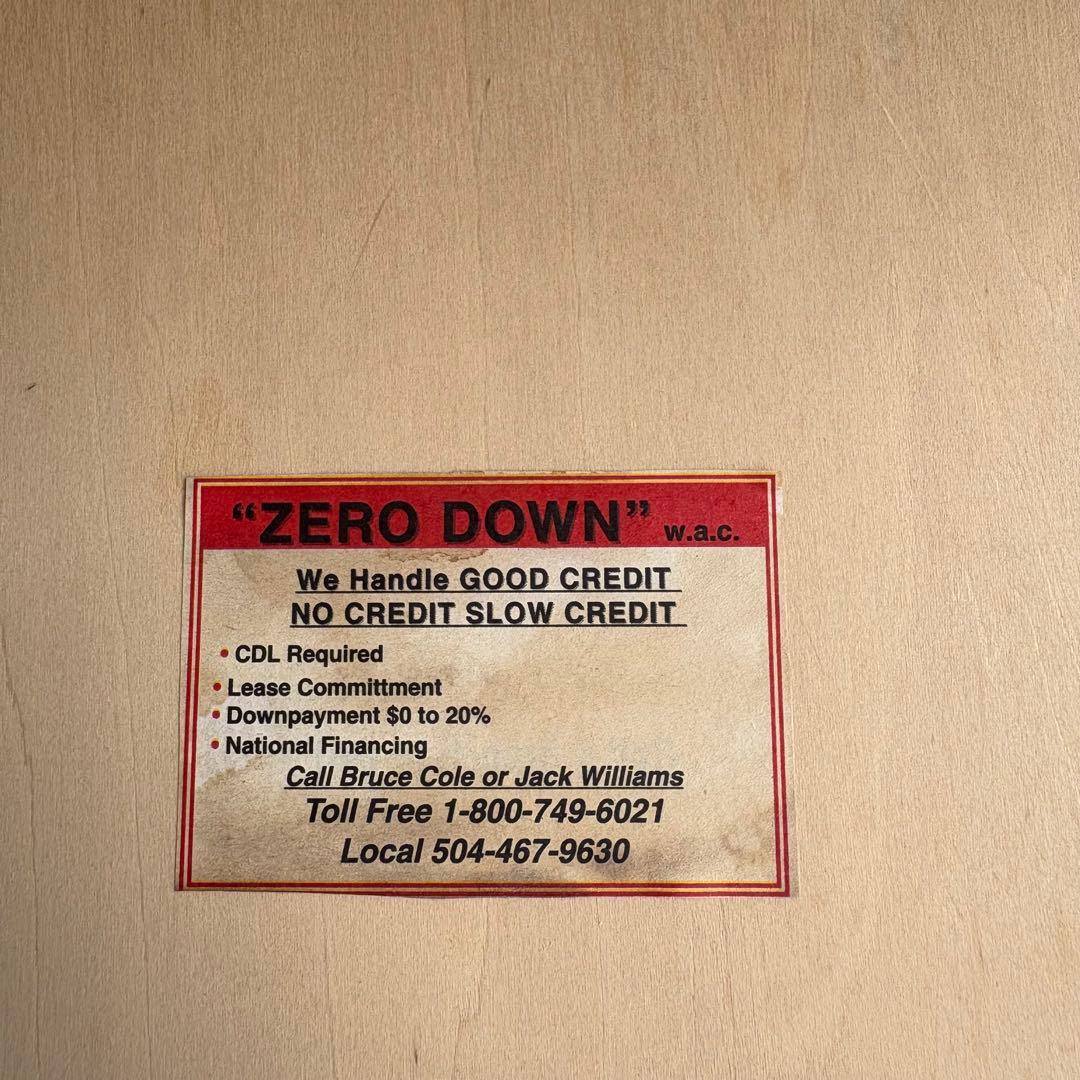 “ZERO DOWN” w.a.c.
We Handle GOOD CREDIT
NO CREDIT SLOW CREDIT
• CDL Required
• Lease Committment
• Downpayment $0 to 20%
• National Financing
Call Bruce Cole or Jack Williams
Toll Free 1-800-749-6021
Local 504-467-9630